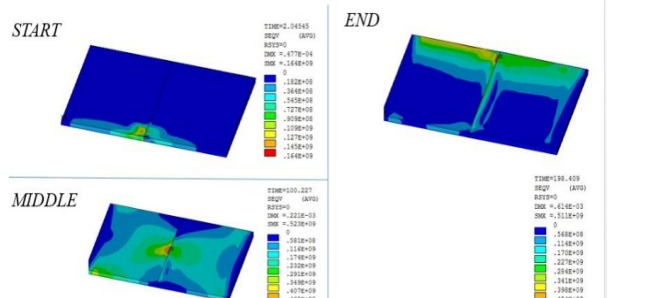 START
TIME=2.04545
SEQV (AVG)
RSYS=0
DMX =.477E-04
SMX =.164E+09
0
.182E+08
.364E+08
.545E+08
.727E+08
.909E+08
.109E+09
.127E+09
.145E+09
.164E+09
MIDDLE
TIME=100.227
SEQV (AVG)
RSYS=0
DMX =.221E-03
SMX =.523E+09
0
.581E+08
.116E+09
.174E+09
.232E+09
.291E+09
.349E+09
.407E+09
END
TIME=198.409
SEQV (AVG)
RSYS=0
DMX =.614E-03
SMX =.511E+09
0
.568E+08
.114E+09
.170E+09
.227E+09
.284E+09
.341E+09
.398E+09